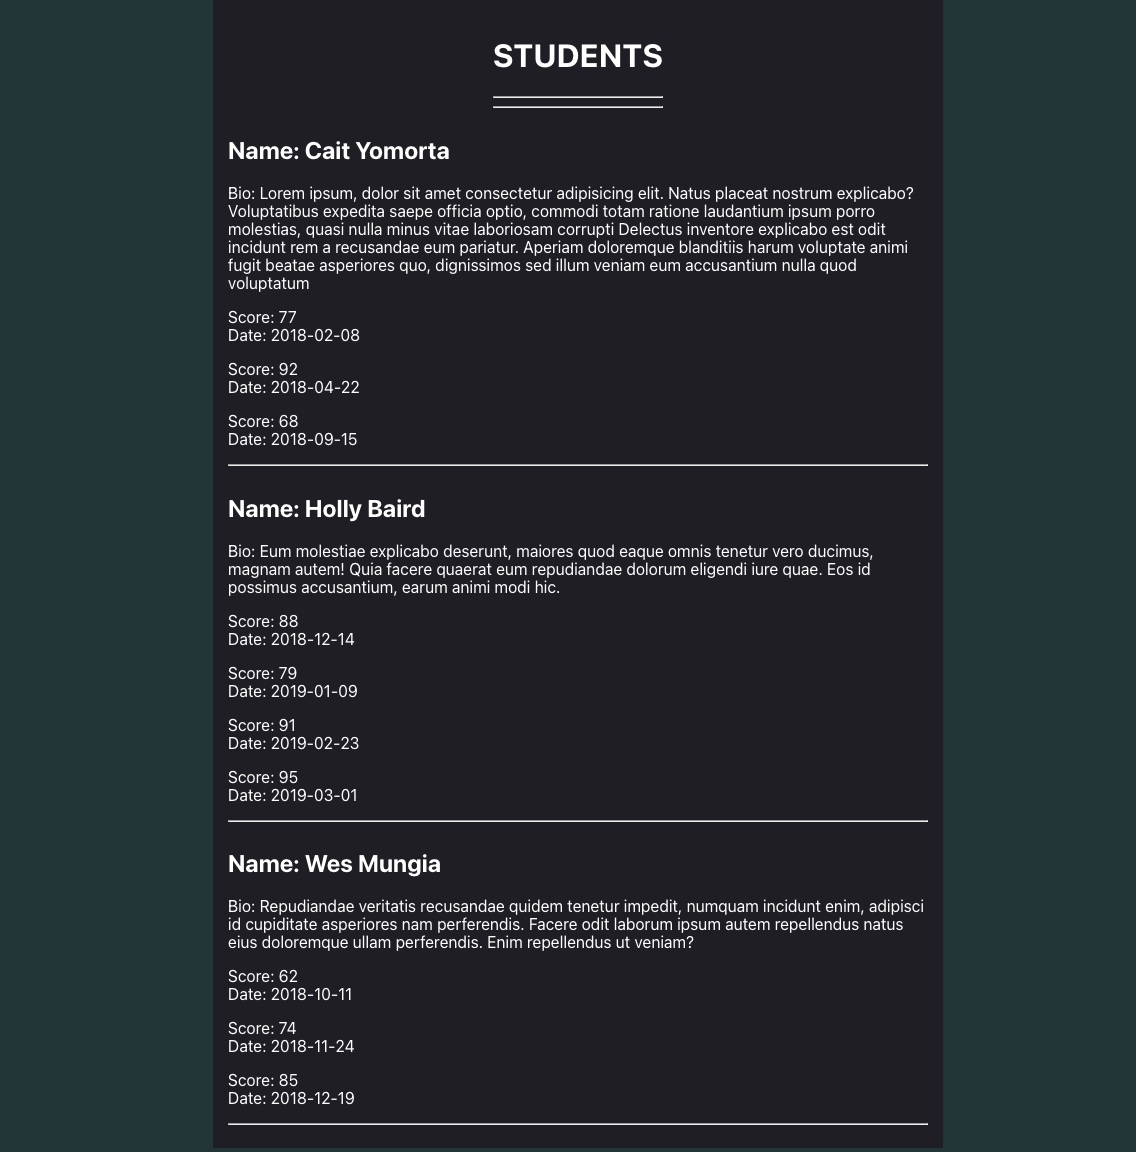 STUDENTS
Name: Cait Yomorta
Bio: Lorem ipsum, dolor sit amet consectetur adipisicing elit. Natus placeat nostrum explicabo?
Voluptatibus expedita saepe officia optio, commodi totam ratione laudantium ipsum porro
molestias, quasi nulla minus vitae laboriosam corrupti Delectus inventore explicabo est odit
incidunt rem a recusandae eum pariatur. Aperiam doloremque blanditiis harum voluptate animi
fugit beatae asperiores quo, dignissimos sed illum veniam eum accusantium nulla quod
voluptatum
Score: 77
Date: 2018-02-08
Score: 92
Date: 2018-04-22
Score: 68
Date: 2018-09-15
Name: Holly Baird
Bio: Eum molestiae explicabo deserunt, maiores quod eaque omnis tenetur vero ducimus,
magnam autem! Quia facere quaerat eum repudiandae dolorum eligendi iure quae. Eos id
possimus accusantium, earum animi modi hic.
Score: 88
Date: 2018-12-14
Score: 79
Date: 2019-01-09
Score: 91
Date: 2019-02-23
Score: 95
Date: 2019-03-01
Name: Wes Mungia
Bio: Repudiandae veritatis recusandae quidem tenetur impedit, numquam incidunt enim, adipisci
id cupiditate asperiores nam perferendis. Facere odit laborum ipsum autem repellendus natus
eius doloremque ullam perferendis. Enim repellendus ut veniam?
Score: 62
Date: 2018-10-11
Score: 74
Date: 2018-11-24
Score: 85
Date: 2018-12-19